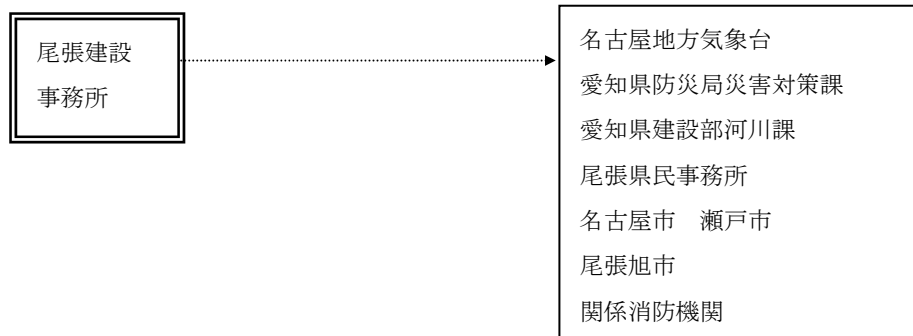 尾張建設
事務所
名古屋地方気象台
愛知県防災局災害対策課
愛知県建設部河川課
尾張県民事務所
名古屋市　瀬戸市
尾張旭市
関係消防機関